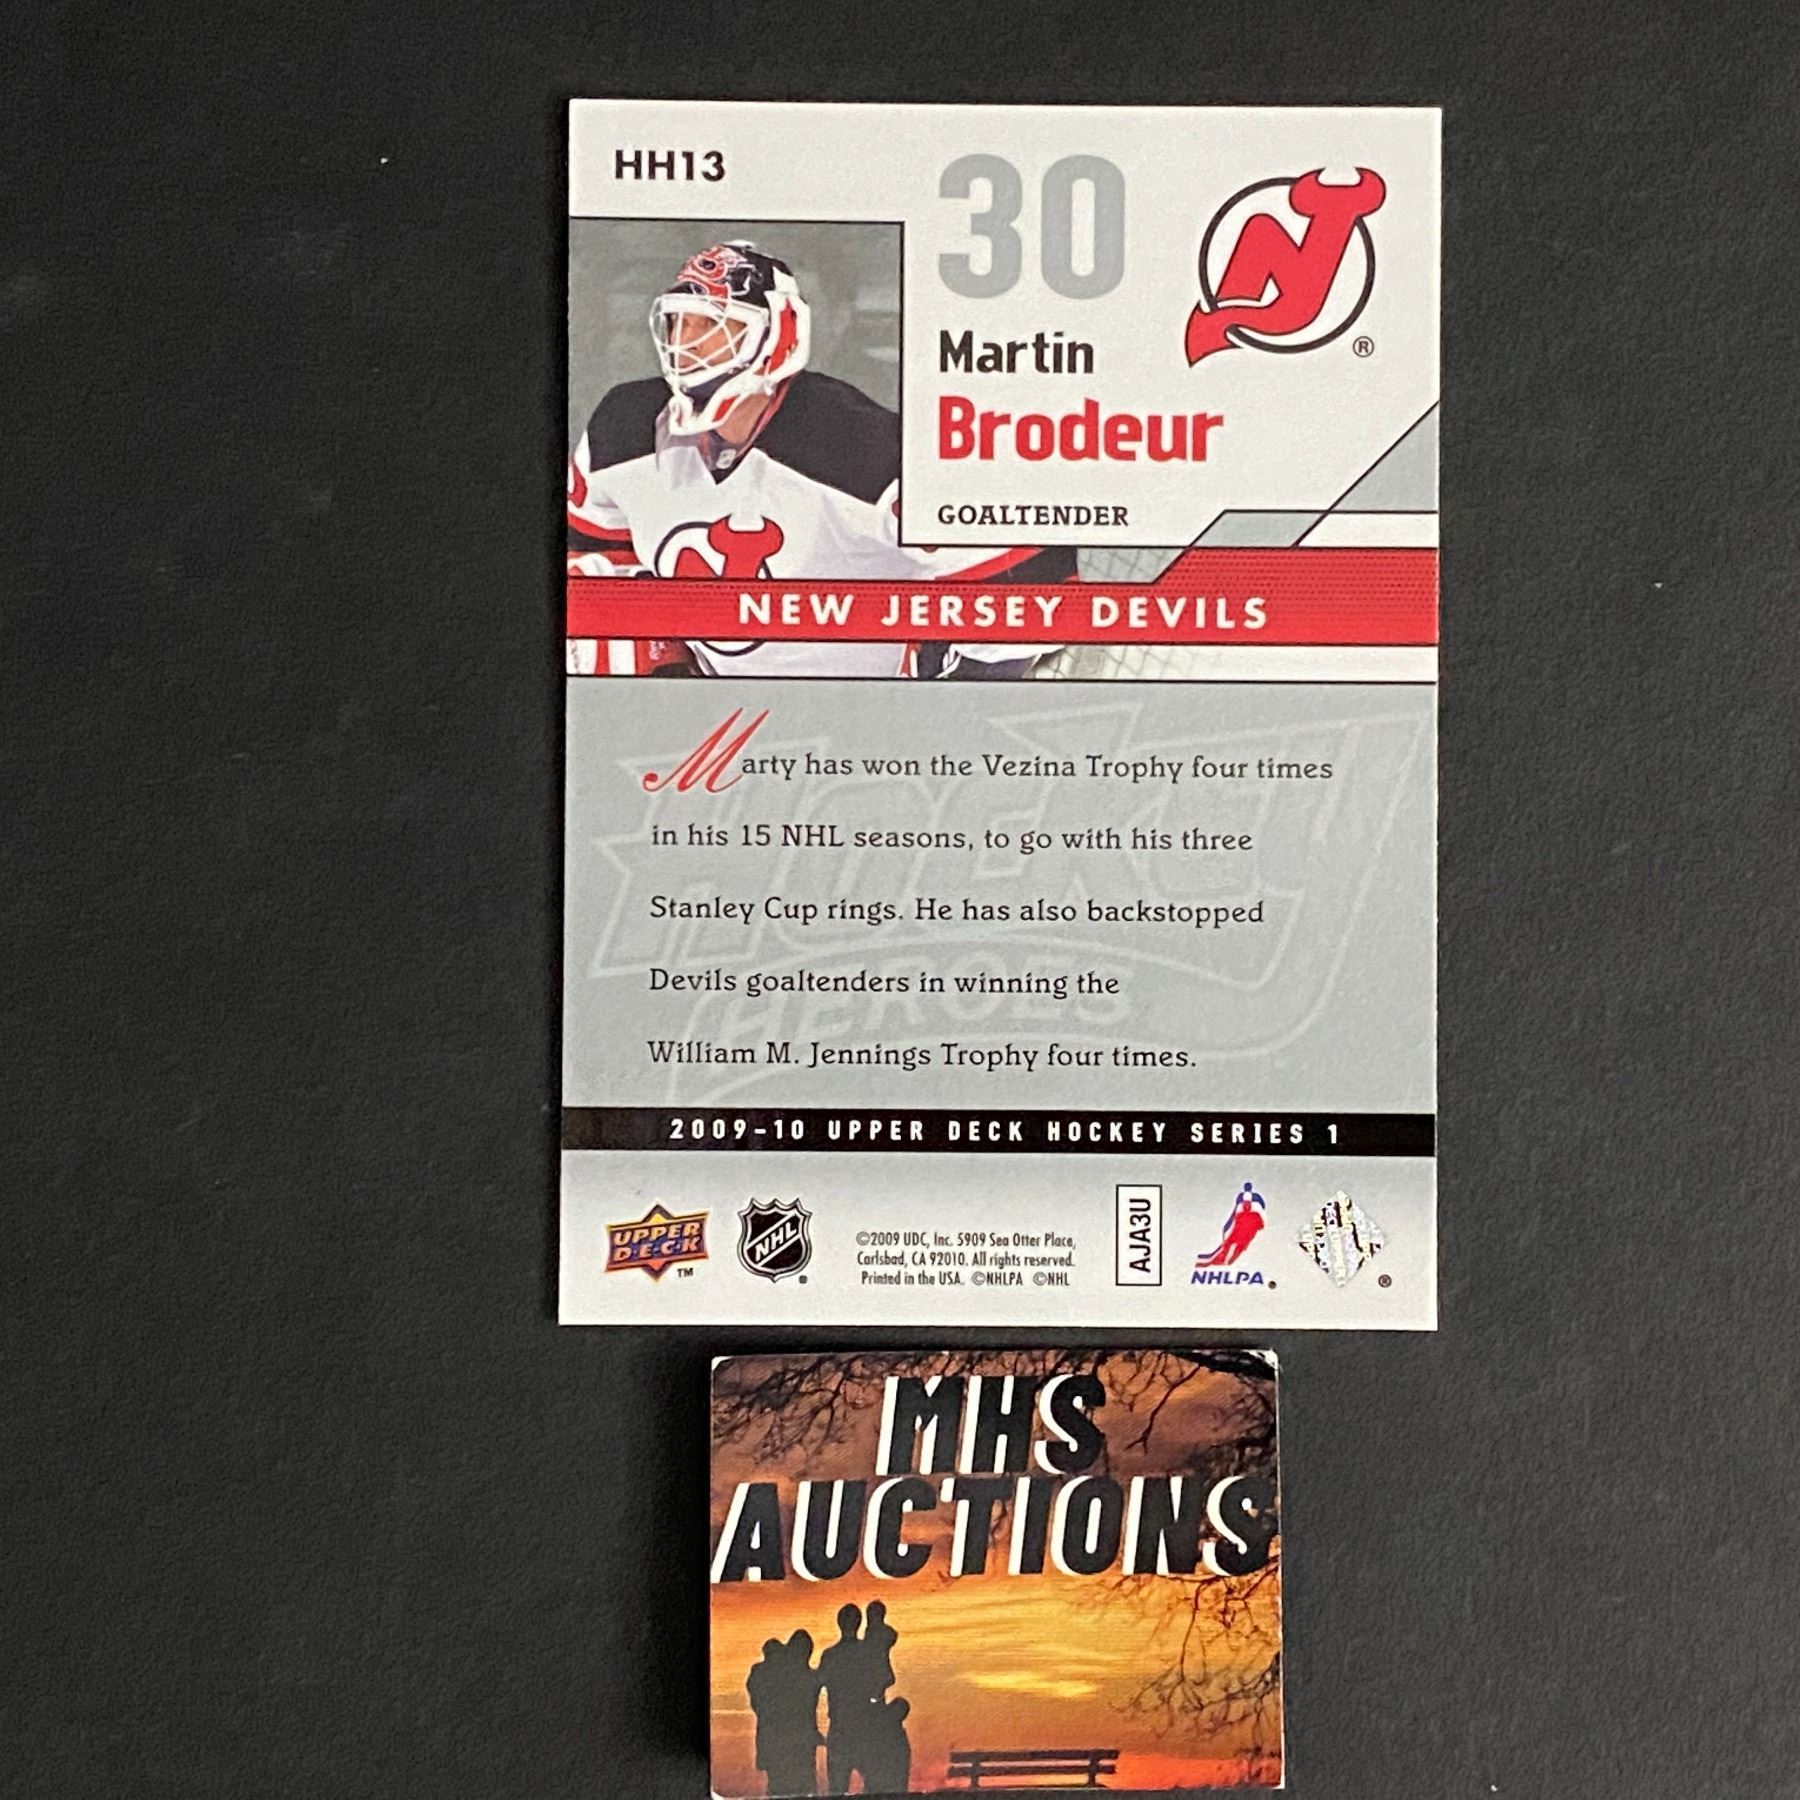 HH13
30
Martin
Brodeur
GOALTENDER
®
NEW JERSEY DEVILS
Marty has won the Vezina Trophy four times
in his 15 NHL seasons, to go with his three
Stanley Cup rings. He has also backstopped
Devils goaltenders in winning the
William M. Jennings Trophy four times.
HOCKEY
HEROES
2009-10 UPPER DECK HOCKEY SERIES 1
UPPER
D·E·C·K
TM
NHL
©2009 UDC, Inc. 5909 Sea Otter Place,
Carlsbad, CA 92010. All rights reserved.
Printed in the USA. ©NHLPA ©NHL
AJA3U
NHLPA®
®
MHS
AUCTIONS